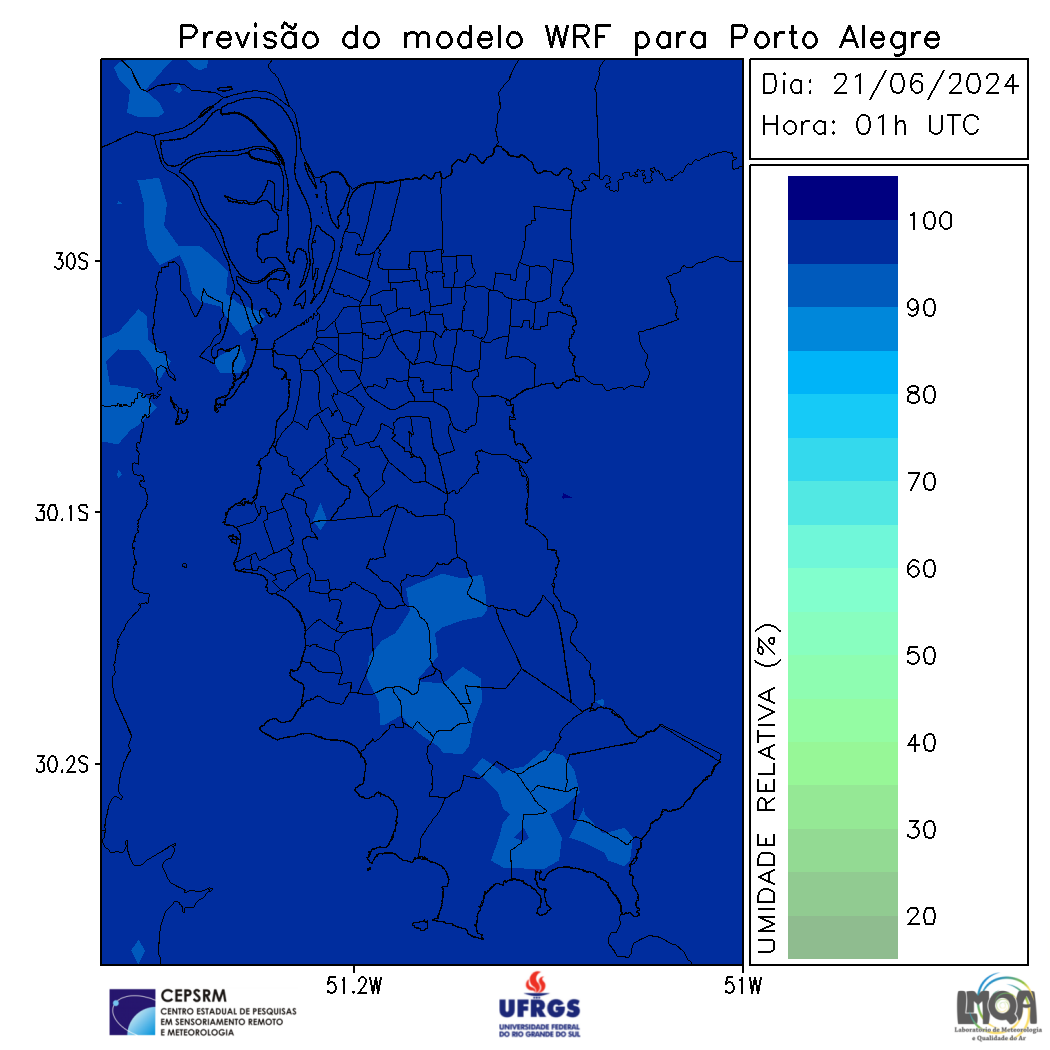 Previsão do modelo WRF para Porto Alegre
Dia: 21/06/2024
Hora: 01h UTC
100
90
80
70
60
50
40
30
20
UMIDADE RELATIVA (%)
30S
30.1S
30.2S
51.2W
51W
CEPSRM
CENTRO ESTADUAL DE PESQUISAS
EM SENSORIAMENTO REMOTO
E METEOROLOGIA
UFRGS
UNIVERSIDADE FEDERAL
DO RIO GRANDE DO SUL
LMQA
Laboratório de Meteorologia
e Qualidade do Ar